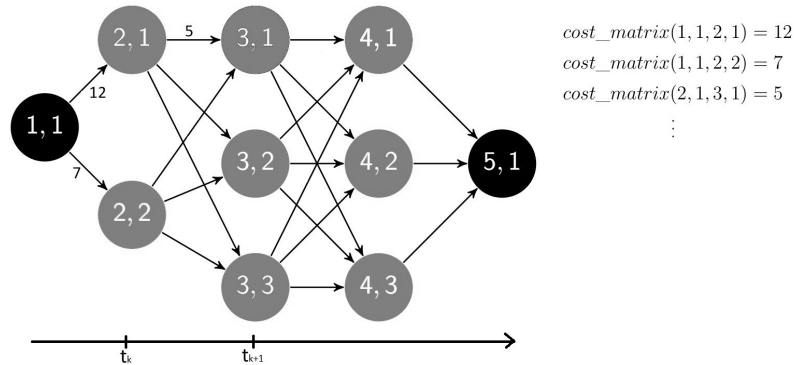 2, 1
5
3, 1
4, 1
12
1, 1
7
3, 2
4, 2
5, 1
2, 2
3, 3
4, 3
tk
tk+1
cost_matrix(1, 1, 2, 1) = 12
cost_matrix(1, 1, 2, 2) = 7
cost_matrix(2, 1, 3, 1) = 5
⋮